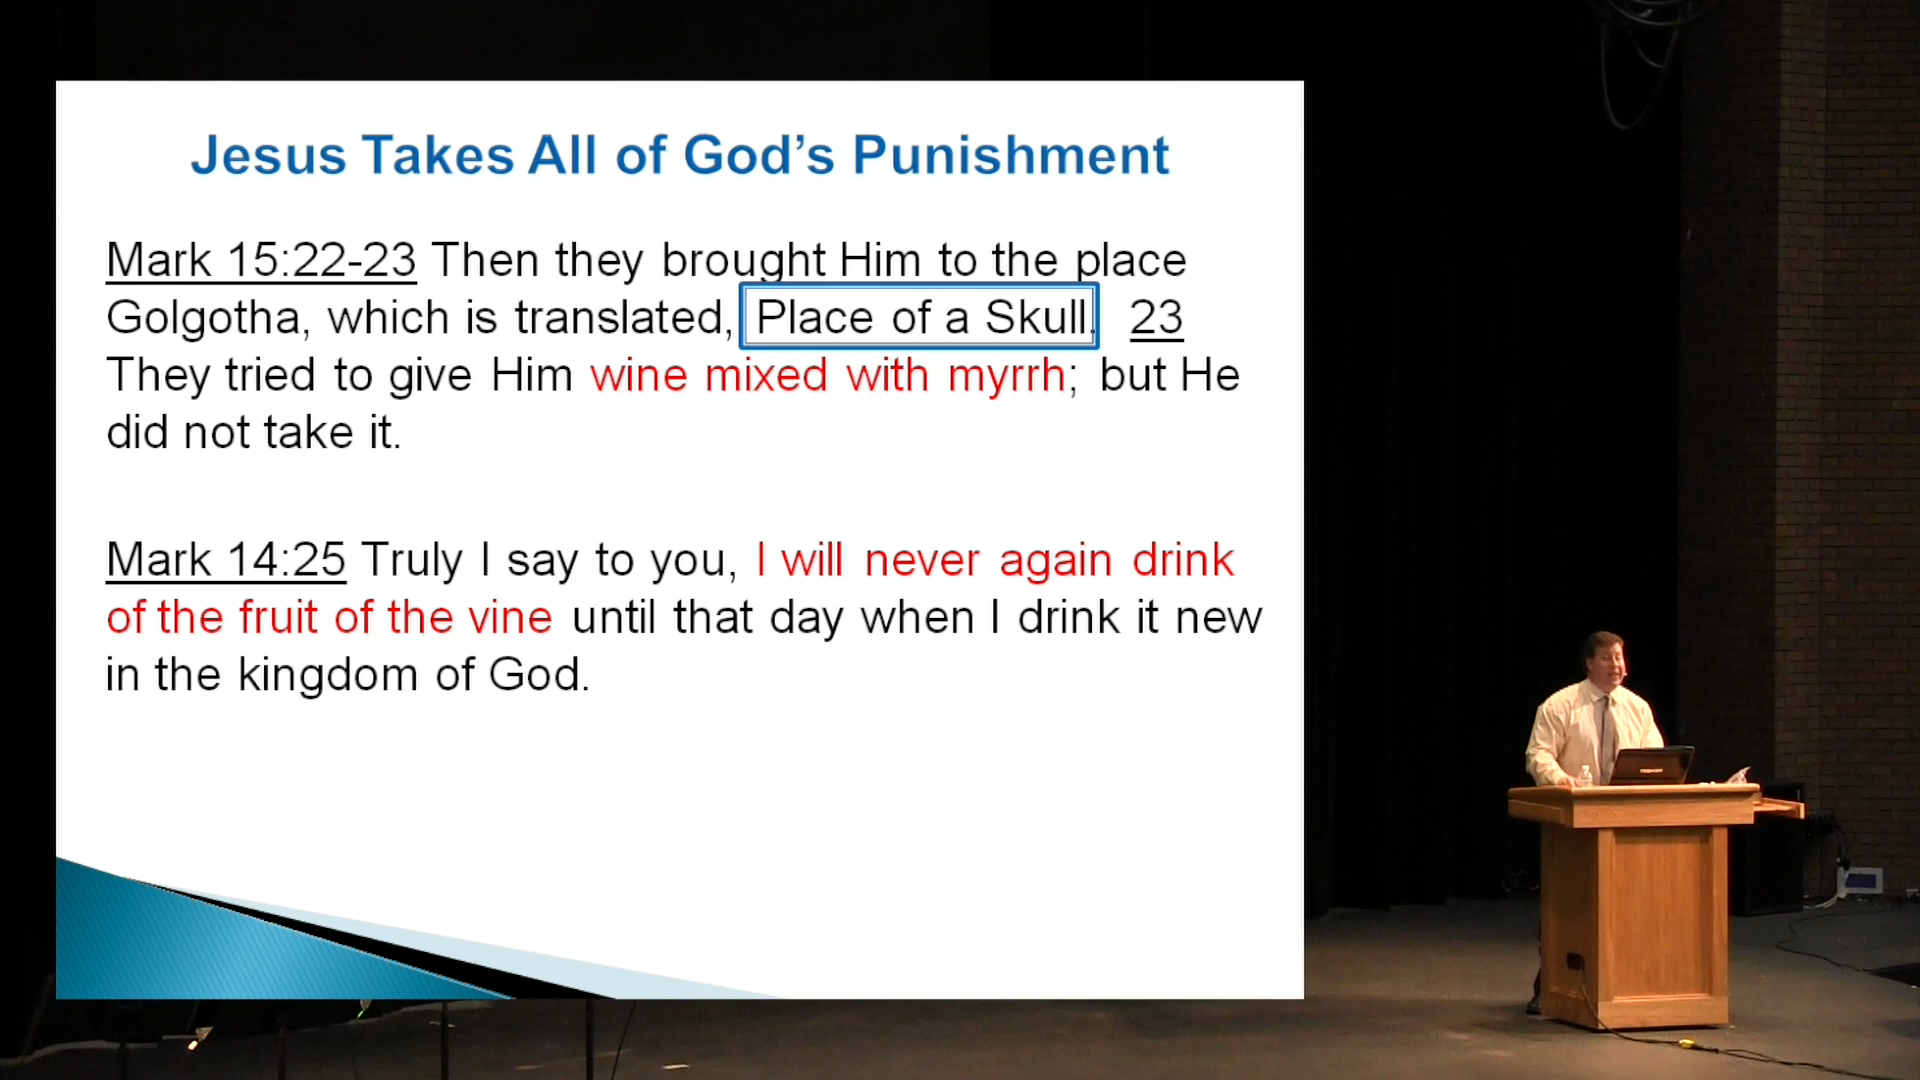 Jesus Takes All of God's Punishment
Mark 15:22-23 Then they brought Him to the place
Golgotha, which is translated, Place of a Skull. 23
They tried to give Him wine mixed with myrrh; but He
did not take it.
Mark 14:25 Truly I say to you, I will never again drink
of the fruit of the vine until that day when I drink it new
in the kingdom of God.